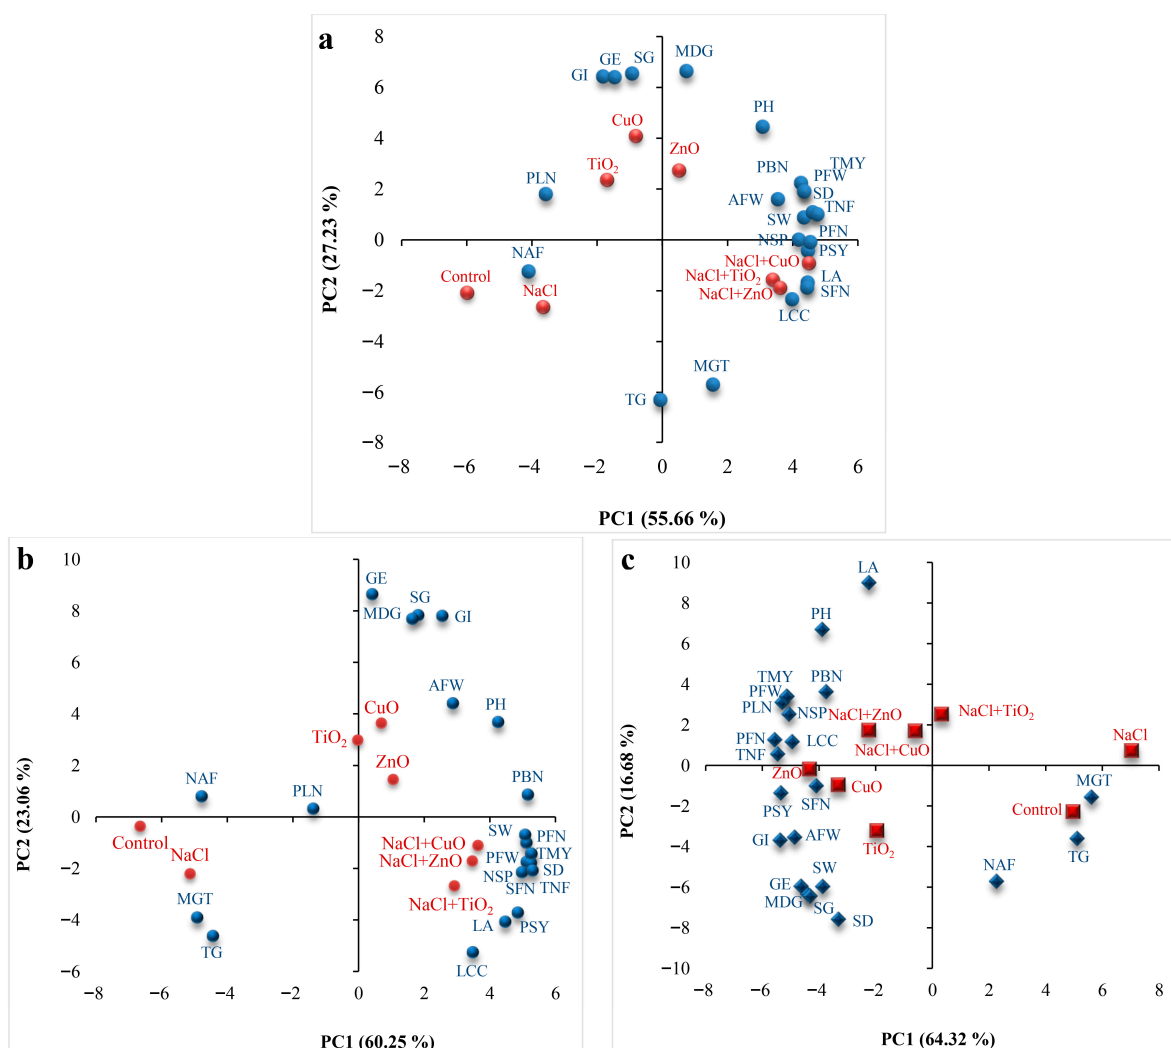 a
8
MDG
SG
GE
GI
6
PH
CuO
4
ZnO
TiO₂
TMY
PBN
PFW
PLN
2
SD
AFW
TNF
SW
PFN
NSP
0
PSY
NAF
NaCl+CuO
Control
NaCl+TiO₂
LA
NaCl
NaCl+ZnO
SFN
−2
LCC
−4
MGT
TG
−6
−8
−8 −6 −4 −2 0 2 4 6
PC2 (27.23 %)
PC1 (55.66 %)
b
10
GE
SG
MDG
GI
8
6
AFW
PH
CuO
4
TiO₂
ZnO
2
NAF
PLN
PBN
0
SW
PFN
Control
NaCl+CuO
NaCl
NaCl+ZnO
PFW
TMY
−2
NSP
SD
SFN
TNF
MGT
NaCl+TiO₂
−4
LA
PSY
TG
LCC
−6
−8 −6 −4 −2 0 2 4 6
PC2 (23.06 %)
PC1 (60.25 %)
c
10
LA
8
PH
6
TMY
PBN
PFW
4
PLN
NSP
NaCl+ZnO
NaCl+TiO₂
2
PFN
LCC
NaCl+CuO
NaCl
TNF
0
ZnO
CuO
MGT
PSY
SFN
Control
−2
GI
AFW
TiO₂
TG
−4
NAF
GE
SW
−6
MDG
SG
SD
−8
−10
−8 −6 −4 −2 0 2 4 6 8
PC2 (16.68 %)
PC1 (64.32 %)